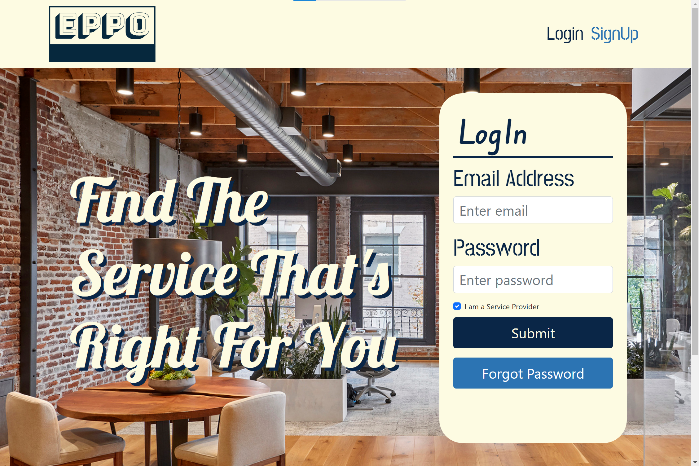 EPPO
Login SignUp
Find The
Service That's
Right For You
LogIn
Email Address
Enter email
Password
Enter password
I am a Service Provider
Submit
Forgot Password